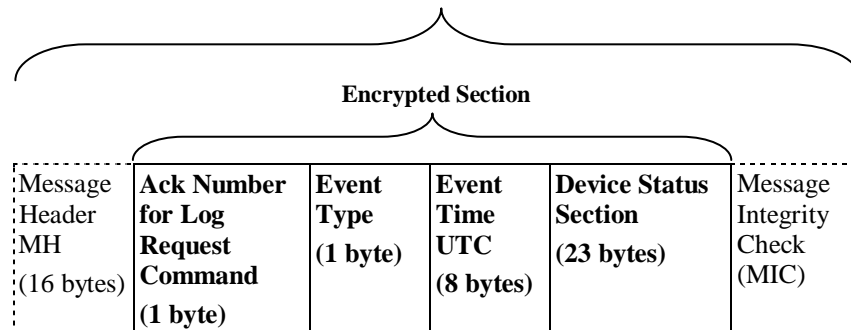 Encrypted Section
Message
Header
MH
(16 bytes)
Ack Number
for Log
Request
Command
(1 byte)
Event
Type
(1 byte)
Event
Time
UTC
(8 bytes)
Device Status
Section
(23 bytes)
Message
Integrity
Check
(MIC)